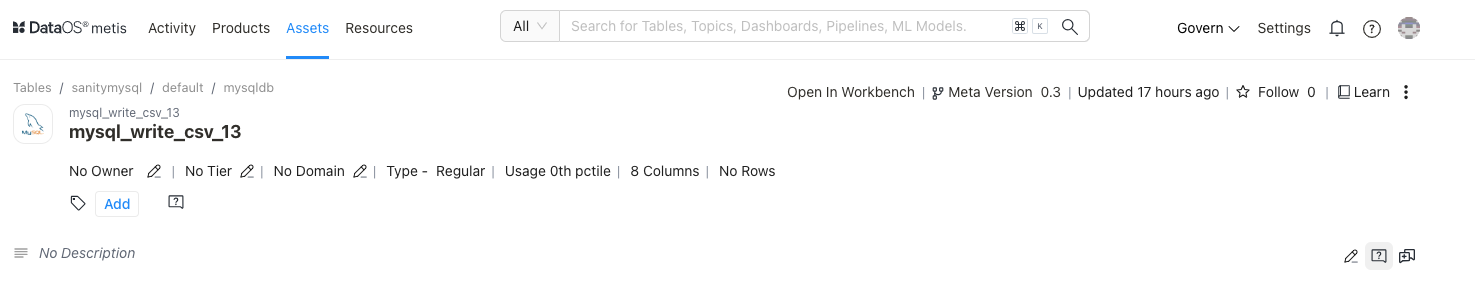 DataOS® metis Activity Products Assets Resources All Search for Tables, Topics, Dashboards, Pipelines, ML Models. ⌘ K Govern Settings
Tables / sanitymysql / default / mysqldb
Open In Workbench | Meta Version 0.3 | Updated 17 hours ago | Follow 0 | Learn
MySQL
mysql_write_csv_13
mysql_write_csv_13
No Owner | No Tier | No Domain | Type - Regular | Usage 0th pctile | 8 Columns | No Rows
Add
No Description